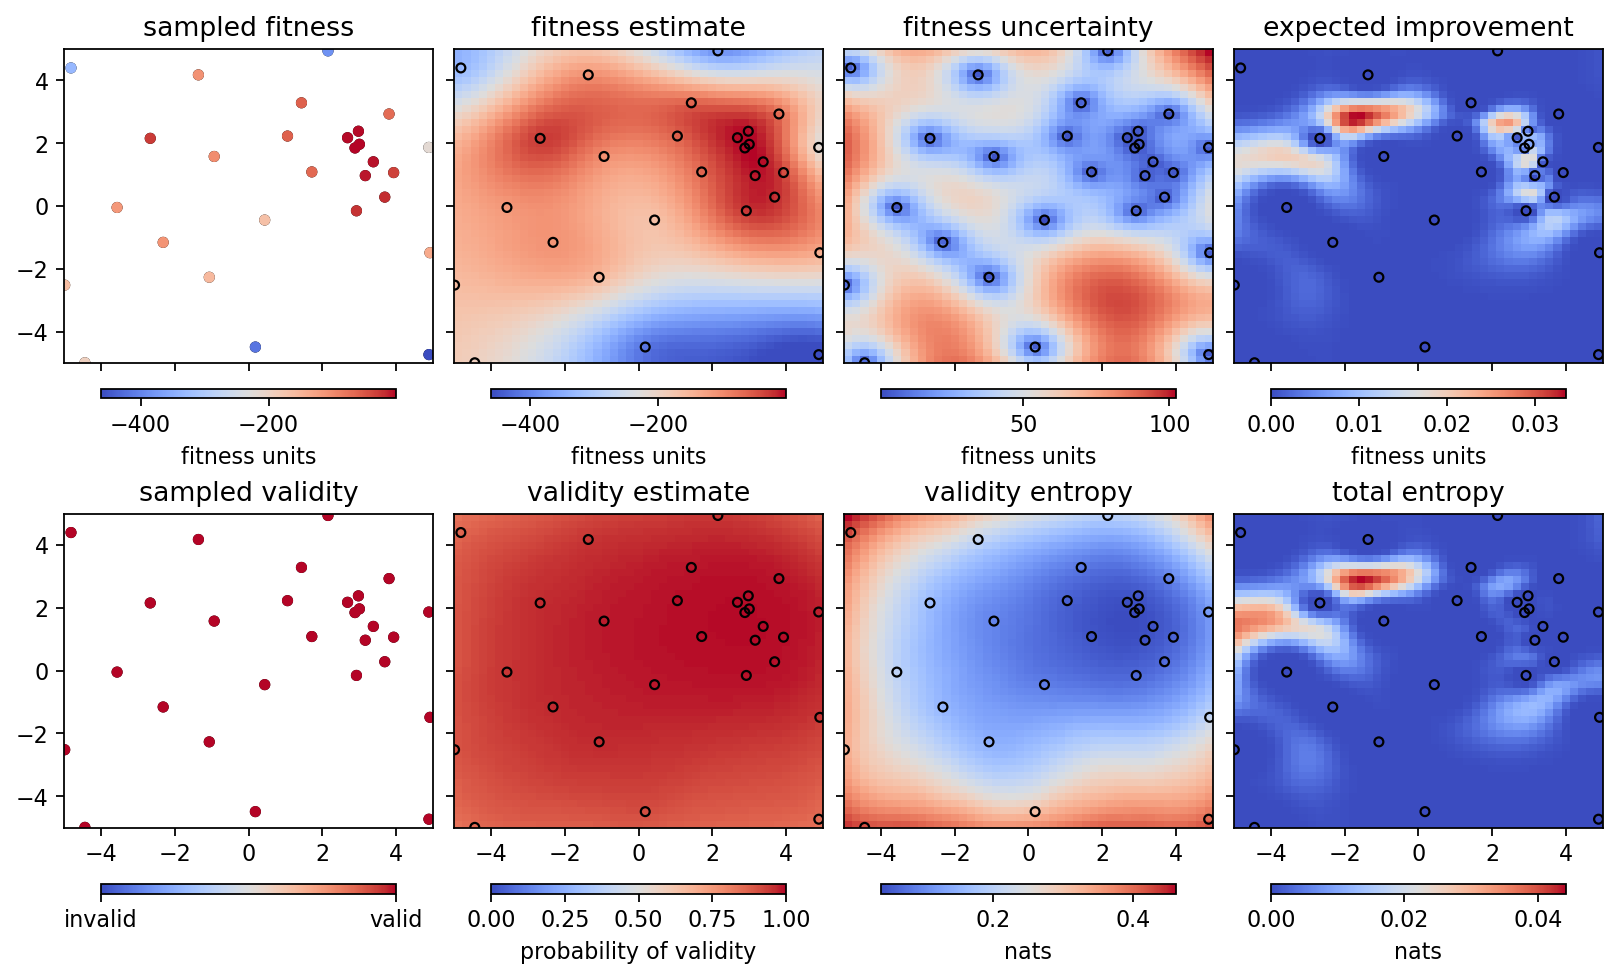 sampled fitness fitness estimate fitness uncertainty expected improvement
4
2
0
−2
−4
−400 −200 −400 −200 50 100 0.00 0.01 0.02 0.03
fitness units fitness units fitness units fitness units
sampled validity validity estimate validity entropy total entropy
4
2
0
−2
−4
−4 −2 0 2 4 −4 −2 0 2 4 −4 −2 0 2 4 −4 −2 0 2 4
invalid valid 0.00 0.25 0.50 0.75 1.00 0.2 0.4 0.00 0.02 0.04
probability of validity nats nats